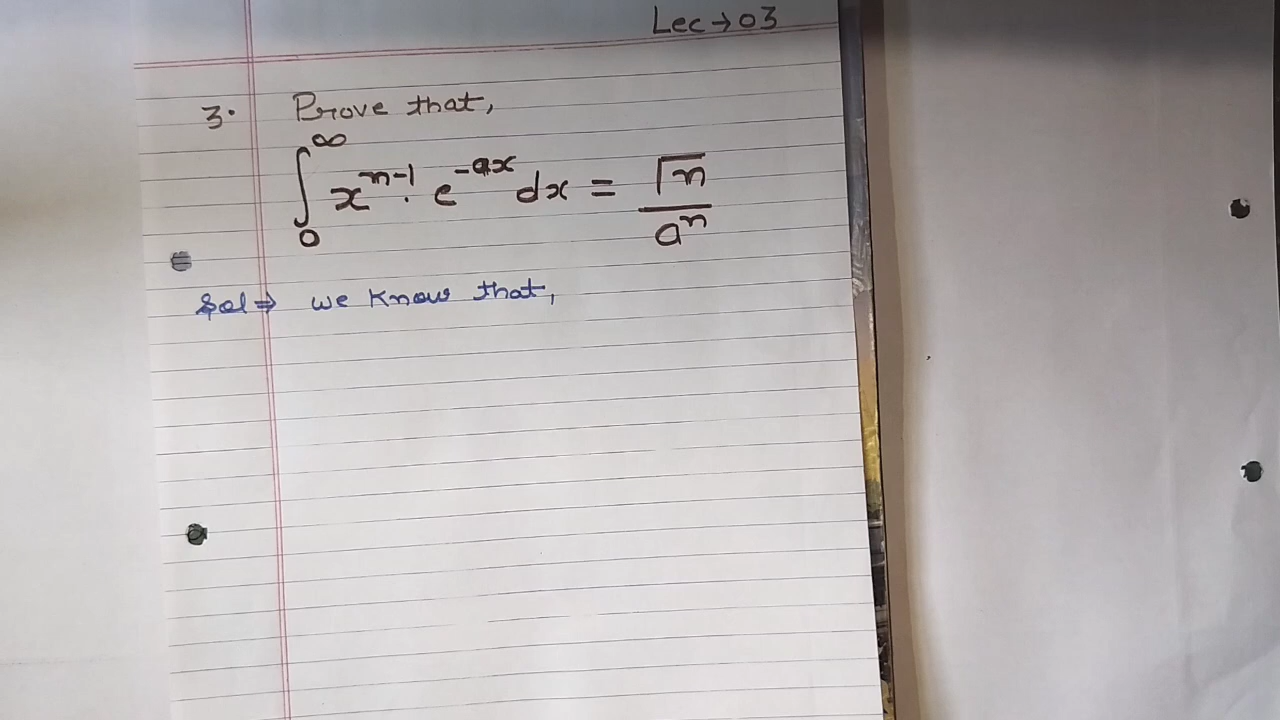 Lec → 03
3. Prove that,
∫₀^∞ x^{n-1} . e^{-ax} dx = Γn / a^n
Sol ⇒ we know that,